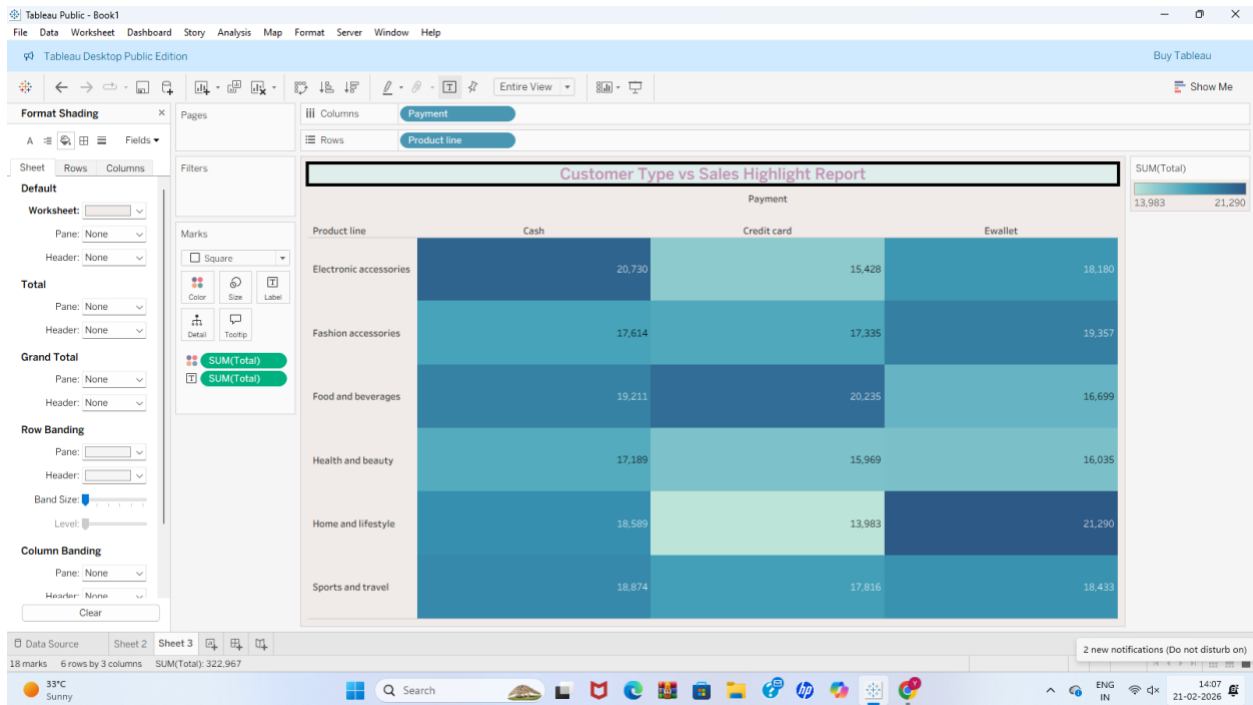 Tableau Public - Book1
File Data Worksheet Dashboard Story Analysis Map Format Server Window Help
Tableau Desktop Public Edition Buy Tableau
Entire View Show Me
Format Shading
Fields
Sheet Rows Columns
Default
Worksheet:
Pane: None
Header: None
Total
Pane: None
Header: None
Grand Total
Pane: None
Header: None
Row Banding
Pane:
Header:
Band Size:
Level:
Column Banding
Pane: None
Header: None
Clear
Pages
Filters
Marks
Square
Color Size Label
Detail Tooltip
SUM(Total)
SUM(Total)
Columns Payment
Rows Product line
Customer Type vs Sales Highlight Report
Payment
Product line Cash Credit card Ewallet
Electronic accessories 20,730 15,428 18,180
Fashion accessories 17,614 17,335 19,357
Food and beverages 19,211 20,235 16,699
Health and beauty 17,189 15,969 16,035
Home and lifestyle 18,589 13,983 21,290
Sports and travel 18,874 17,816 18,433
SUM(Total)
13,983 21,290
Data Source Sheet 2 Sheet 3
2 new notifications (Do not disturb on)
18 marks 6 rows by 3 columns SUM(Total): 322,967
33°C
Sunny
Search
ENG
IN
14:07
21-02-2026